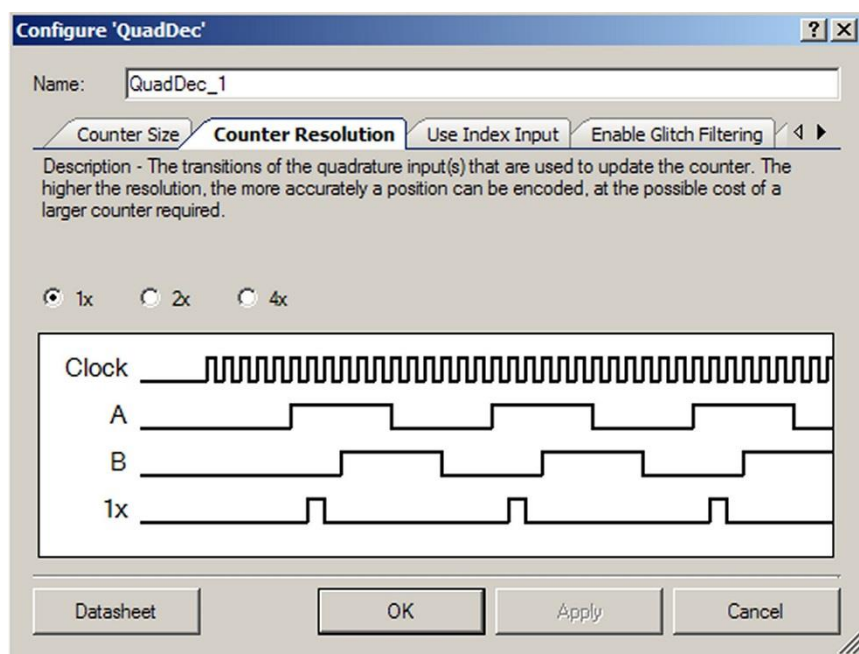 Configure 'QuadDec'
Name: QuadDec_1
Counter Size Counter Resolution Use Index Input Enable Glitch Filtering
Description - The transitions of the quadrature input(s) that are used to update the counter. The
higher the resolution, the more accurately a position can be encoded, at the possible cost of a
larger counter required.
1x 2x 4x
Clock
A
B
1x
Datasheet OK Apply Cancel